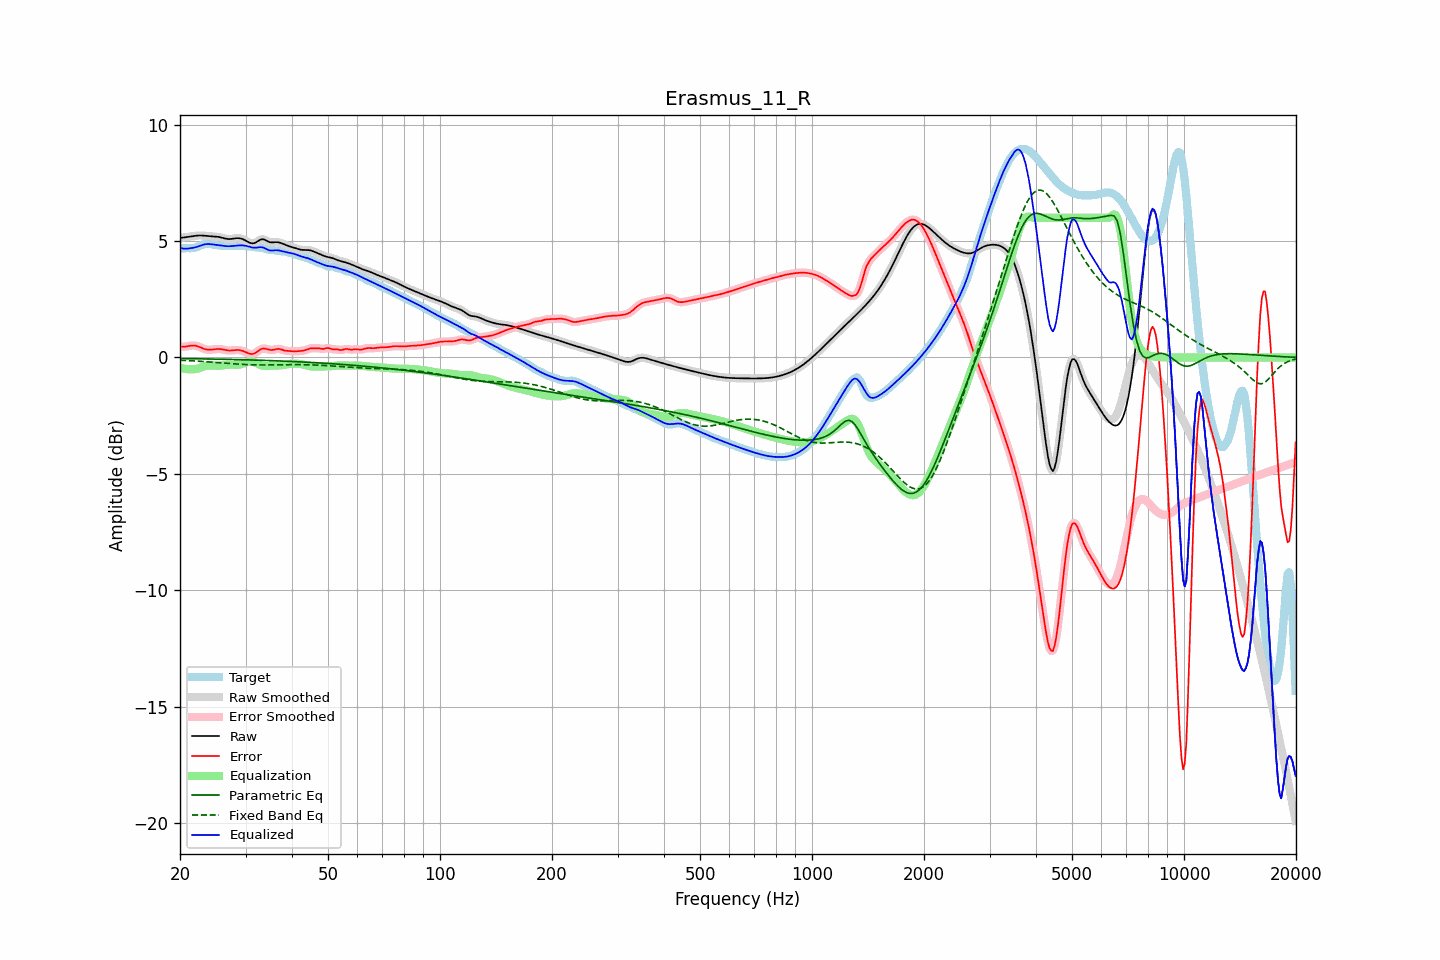 Erasmus_11_R
Amplitude (dBr)
10
5
0
−5
−10
−15
−20
Target
Raw Smoothed
Error Smoothed
Raw
Error
Equalization
Parametric Eq
Fixed Band Eq
Equalized
20 50 100 200 500 1000 2000 5000 10000 20000
Frequency (Hz)